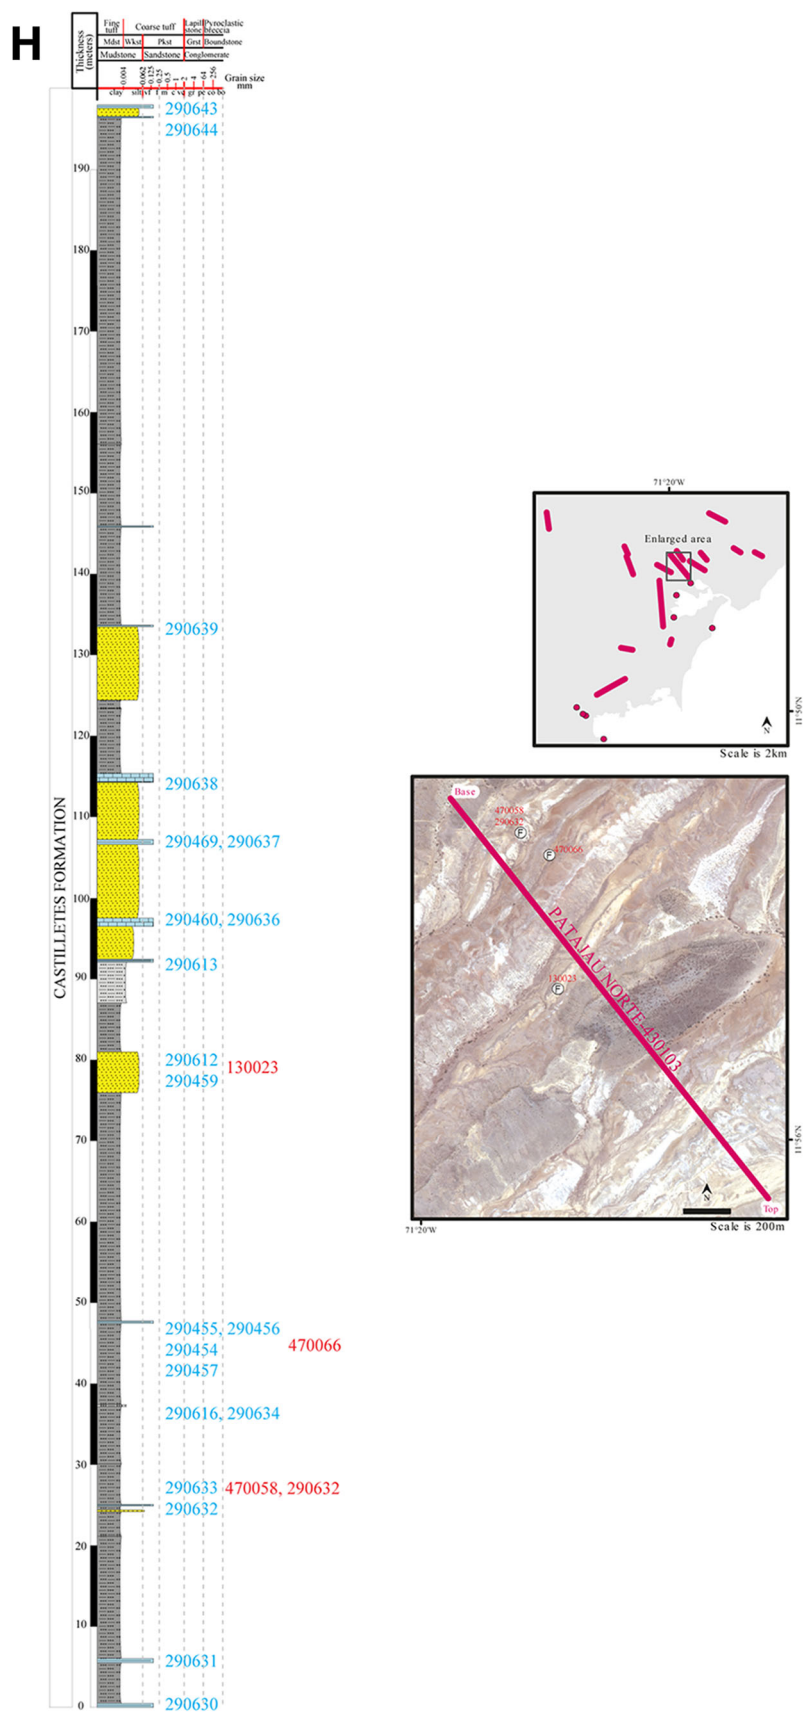 H
Thickness
(meters)
Fine
tuff
Coarse tuff
Lapilli
stone
Pyroclastic
breccia
Mdst Wkst Pkst Grst Boundstone
Mudstone Sandstone Conglomerate
0.004 0.062 0.125 0.25 0.5 1 2 4 64 256
Grain size
mm
clay silt vf f m c vc gr pe co bo
290643
290644
190
180
170
160
150
140
290639
130
120
290638
110
290469, 290637
100
290460, 290636
290613
90
290612
130023
80
290459
70
60
50
290455, 290456
290454
470066
290457
40
290616, 290634
30
290633
470058, 290632
290632
20
10
290631
290630
0
CASTILLETES FORMATION
71°20'W
Enlarged area
N
11°50'N
Scale is 2km
Base
470058
290632
F
470066
F
130023
F
PATAJAU NORTE-430103
11°56'N
N
Top
71°20'W
Scale is 200m